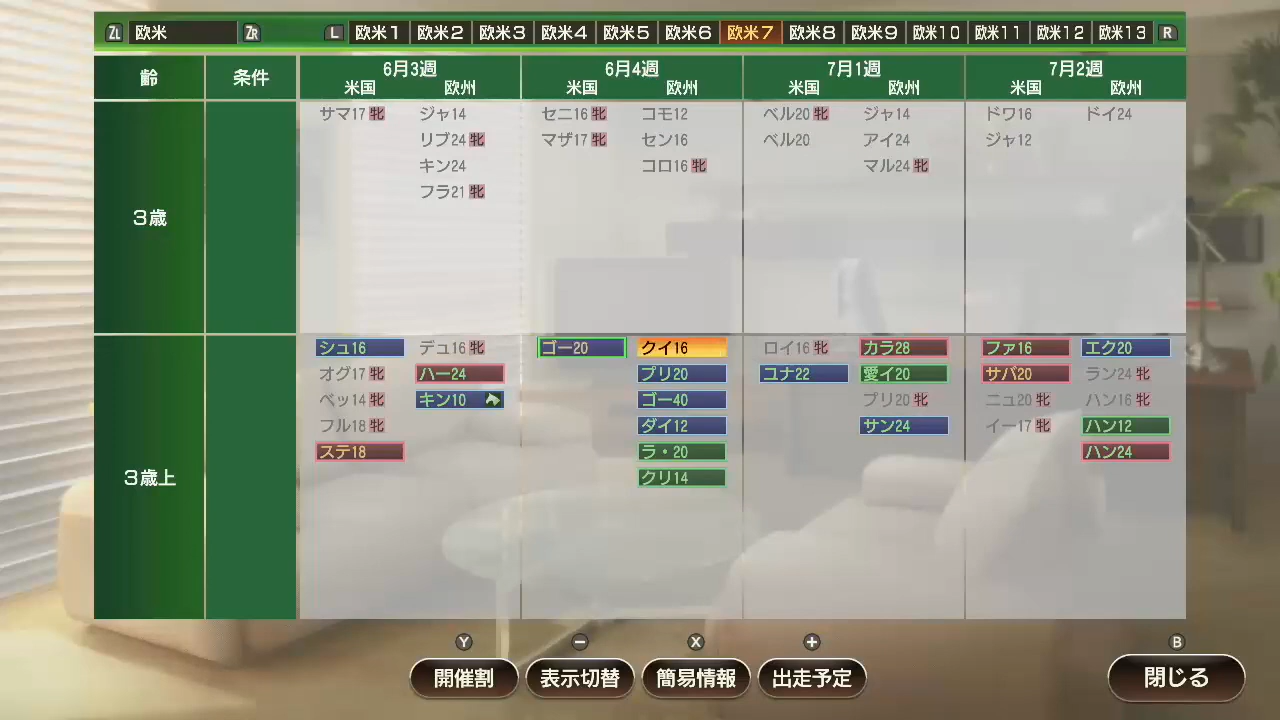 ZL 欧米 ZR L 欧米1 欧米2 欧米3 欧米4 欧米5 欧米6 欧米7 欧米8 欧米9 欧米10 欧米11 欧米12 欧米13 R
齢 条件 6月3週 6月4週 7月1週 7月2週
米国 欧州 米国 欧州 米国 欧州 米国 欧州
3歳
サマ17 牝 ジャ14 セニ16 牝 コモ12 ベル20 牝 ジャ14 ドワ16 ドイ24
リブ24 牝 マザ17 牝 セン16 ベル20 アイ24 ジャ12
キン24 コロ16 牝 マル24 牝
フラ21 牝
3歳上
シュ16 デュ16 牝 ゴー20 クイ16 ロイ16 牝 カラ28 ファ16 エク20
オグ17 牝 ハー24 プリ20 ユナ22 愛イ20 サバ20 ラン24 牝
ベッ14 牝 キン10 ゴー40 プリ20 牝 ニュ20 牝 ハン16 牝
フル18 牝 ダイ12 サン24 イー17 牝 ハン12
ステ18 ラ・20 ハン24
クリ14
Y − X + B
開催割 表示切替 簡易情報 出走予定 閉じる